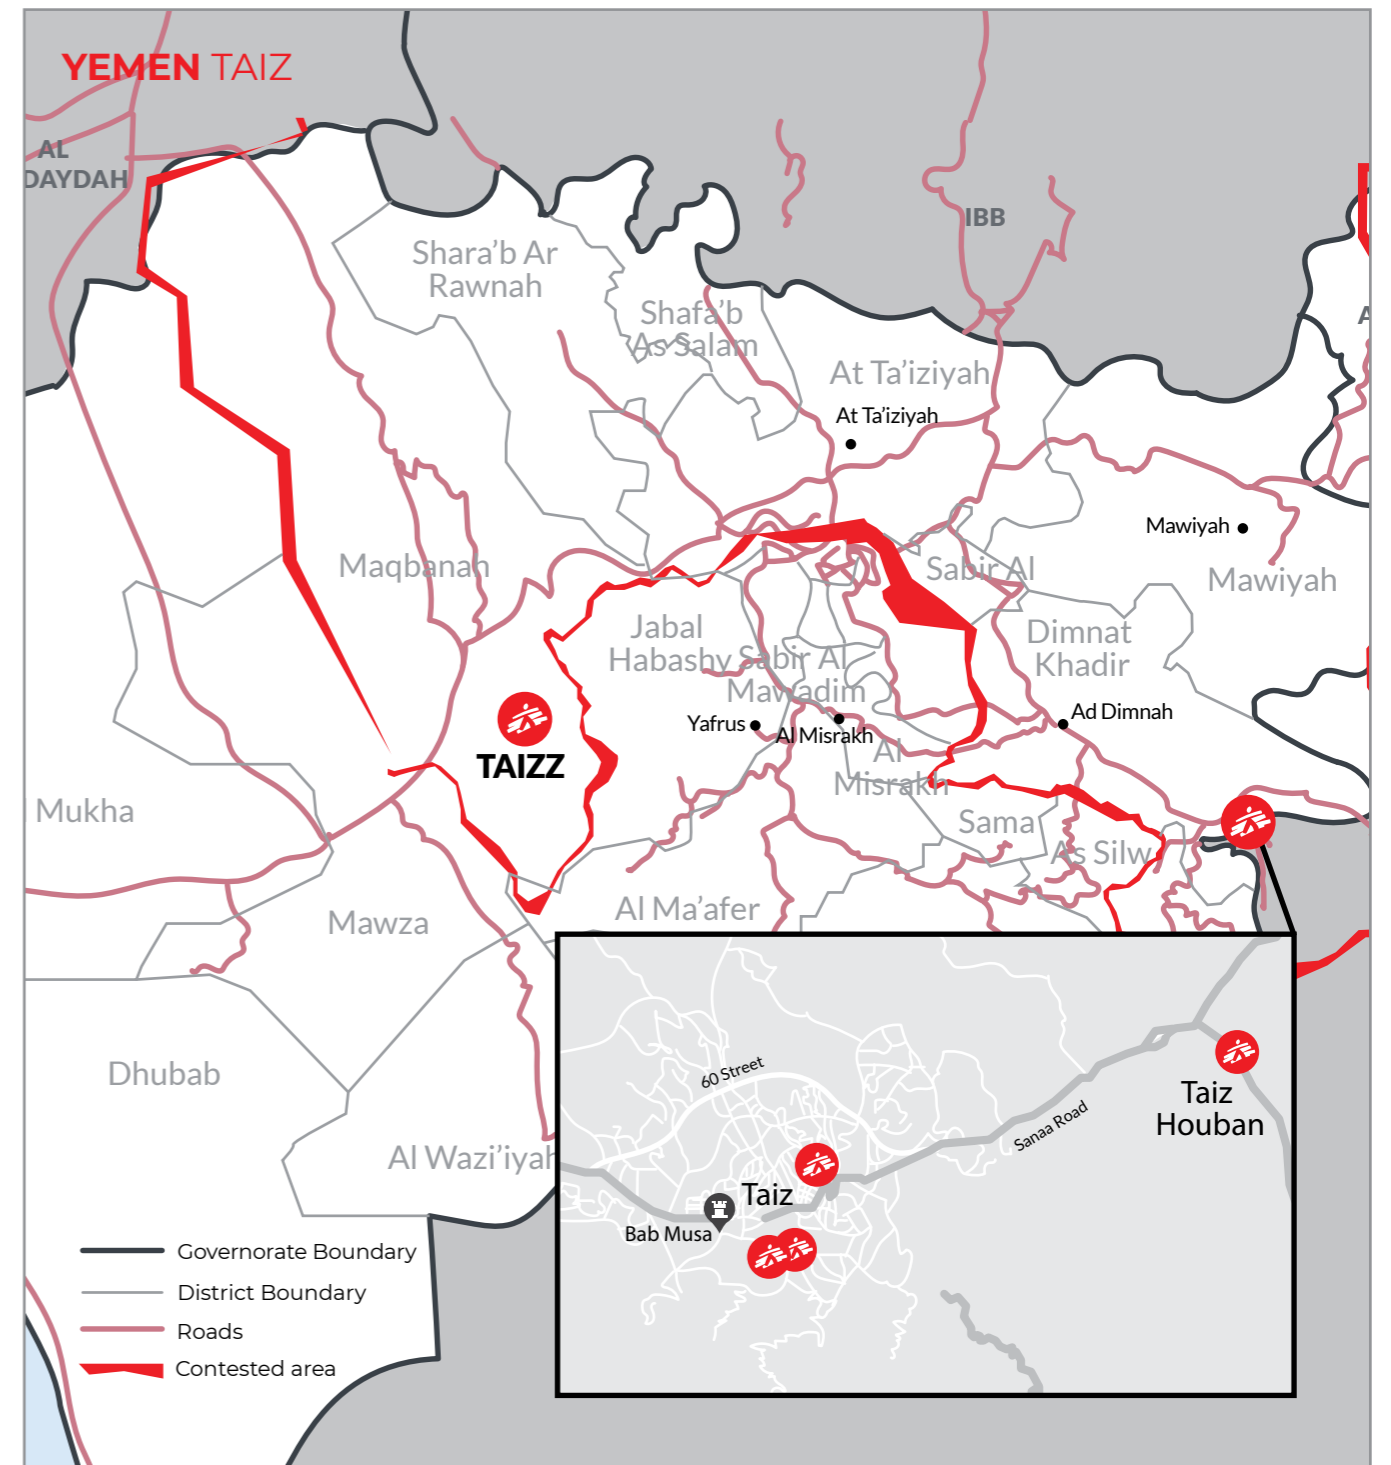 YEMEN TAIZ
AL
DAYDAH
IBB
Shara’b Ar
Rawnah
Shafa’b
As Salam
At Ta’iziyah
At Ta’iziyah
A
Mawiyah
Mawiyah
Maqbanah
Sabir Al
Jabal
Habashy
Sabir Al
Mawadim
Dimnat
Khadir
Yafrus
Al Misrakh
Ad Dimnah
TAIZZ
Al
Misrakh
Mukha
Sama
As Silw
Al Ma’afer
Mawza
Dhubab
Al Wazi’iyah
60 Street
Sanaa Road
Taiz
Houban
Taiz
Bab Musa
Governorate Boundary
District Boundary
Roads
Contested area